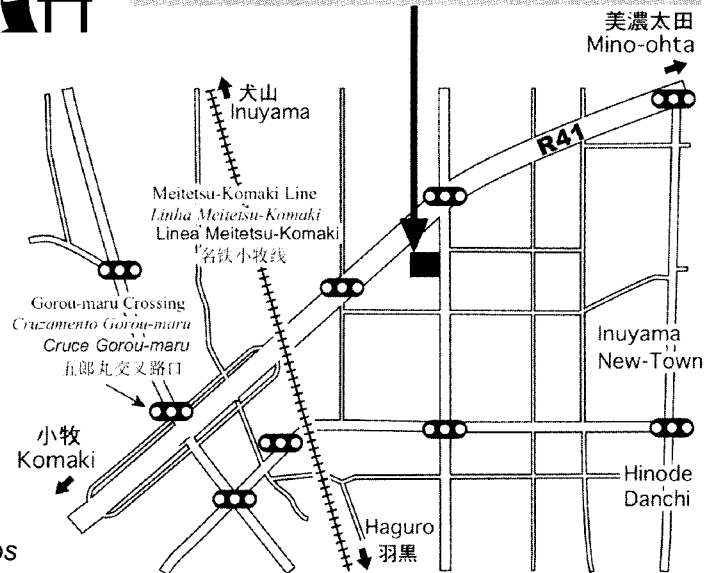 美濃太田
Mino-ohta
犬山
Inuyama
R41
Meitetsu-Komaki Line
Linha Meitetsu-Komaki
Linea Meitetsu-Komaki
名铁小牧线
Gorou-maru Crossing
Cruzamento Gorou-maru
Cruce Gorou-maru
五郎丸交叉路口
Inuyama
New-Town
小牧
Komaki
Hinode
Danchi
Haguro
羽黒
os